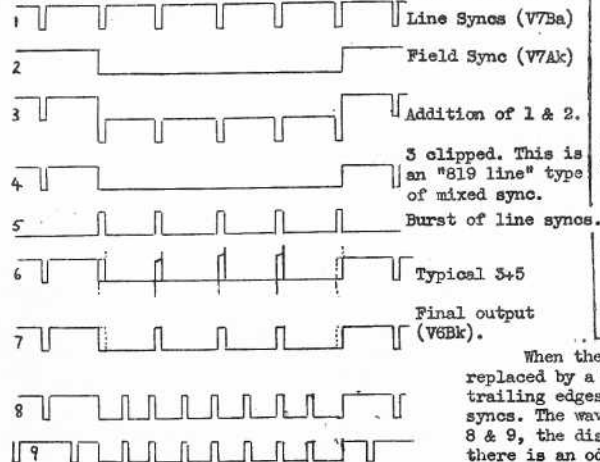 1 Line Syncs (V7Ba)
2 Field Sync (V7Ak)
3 Addition of 1 & 2.
3 clipped. This is
4 an "819 line" type
of mixed sync.
5 Burst of line syncs.
6 Typical 3+5
Final output
7 (V6Bk).
When the
replaced by a
trailing edges
8 syncs. The wav
8 & 9, the dis
9 there is an od